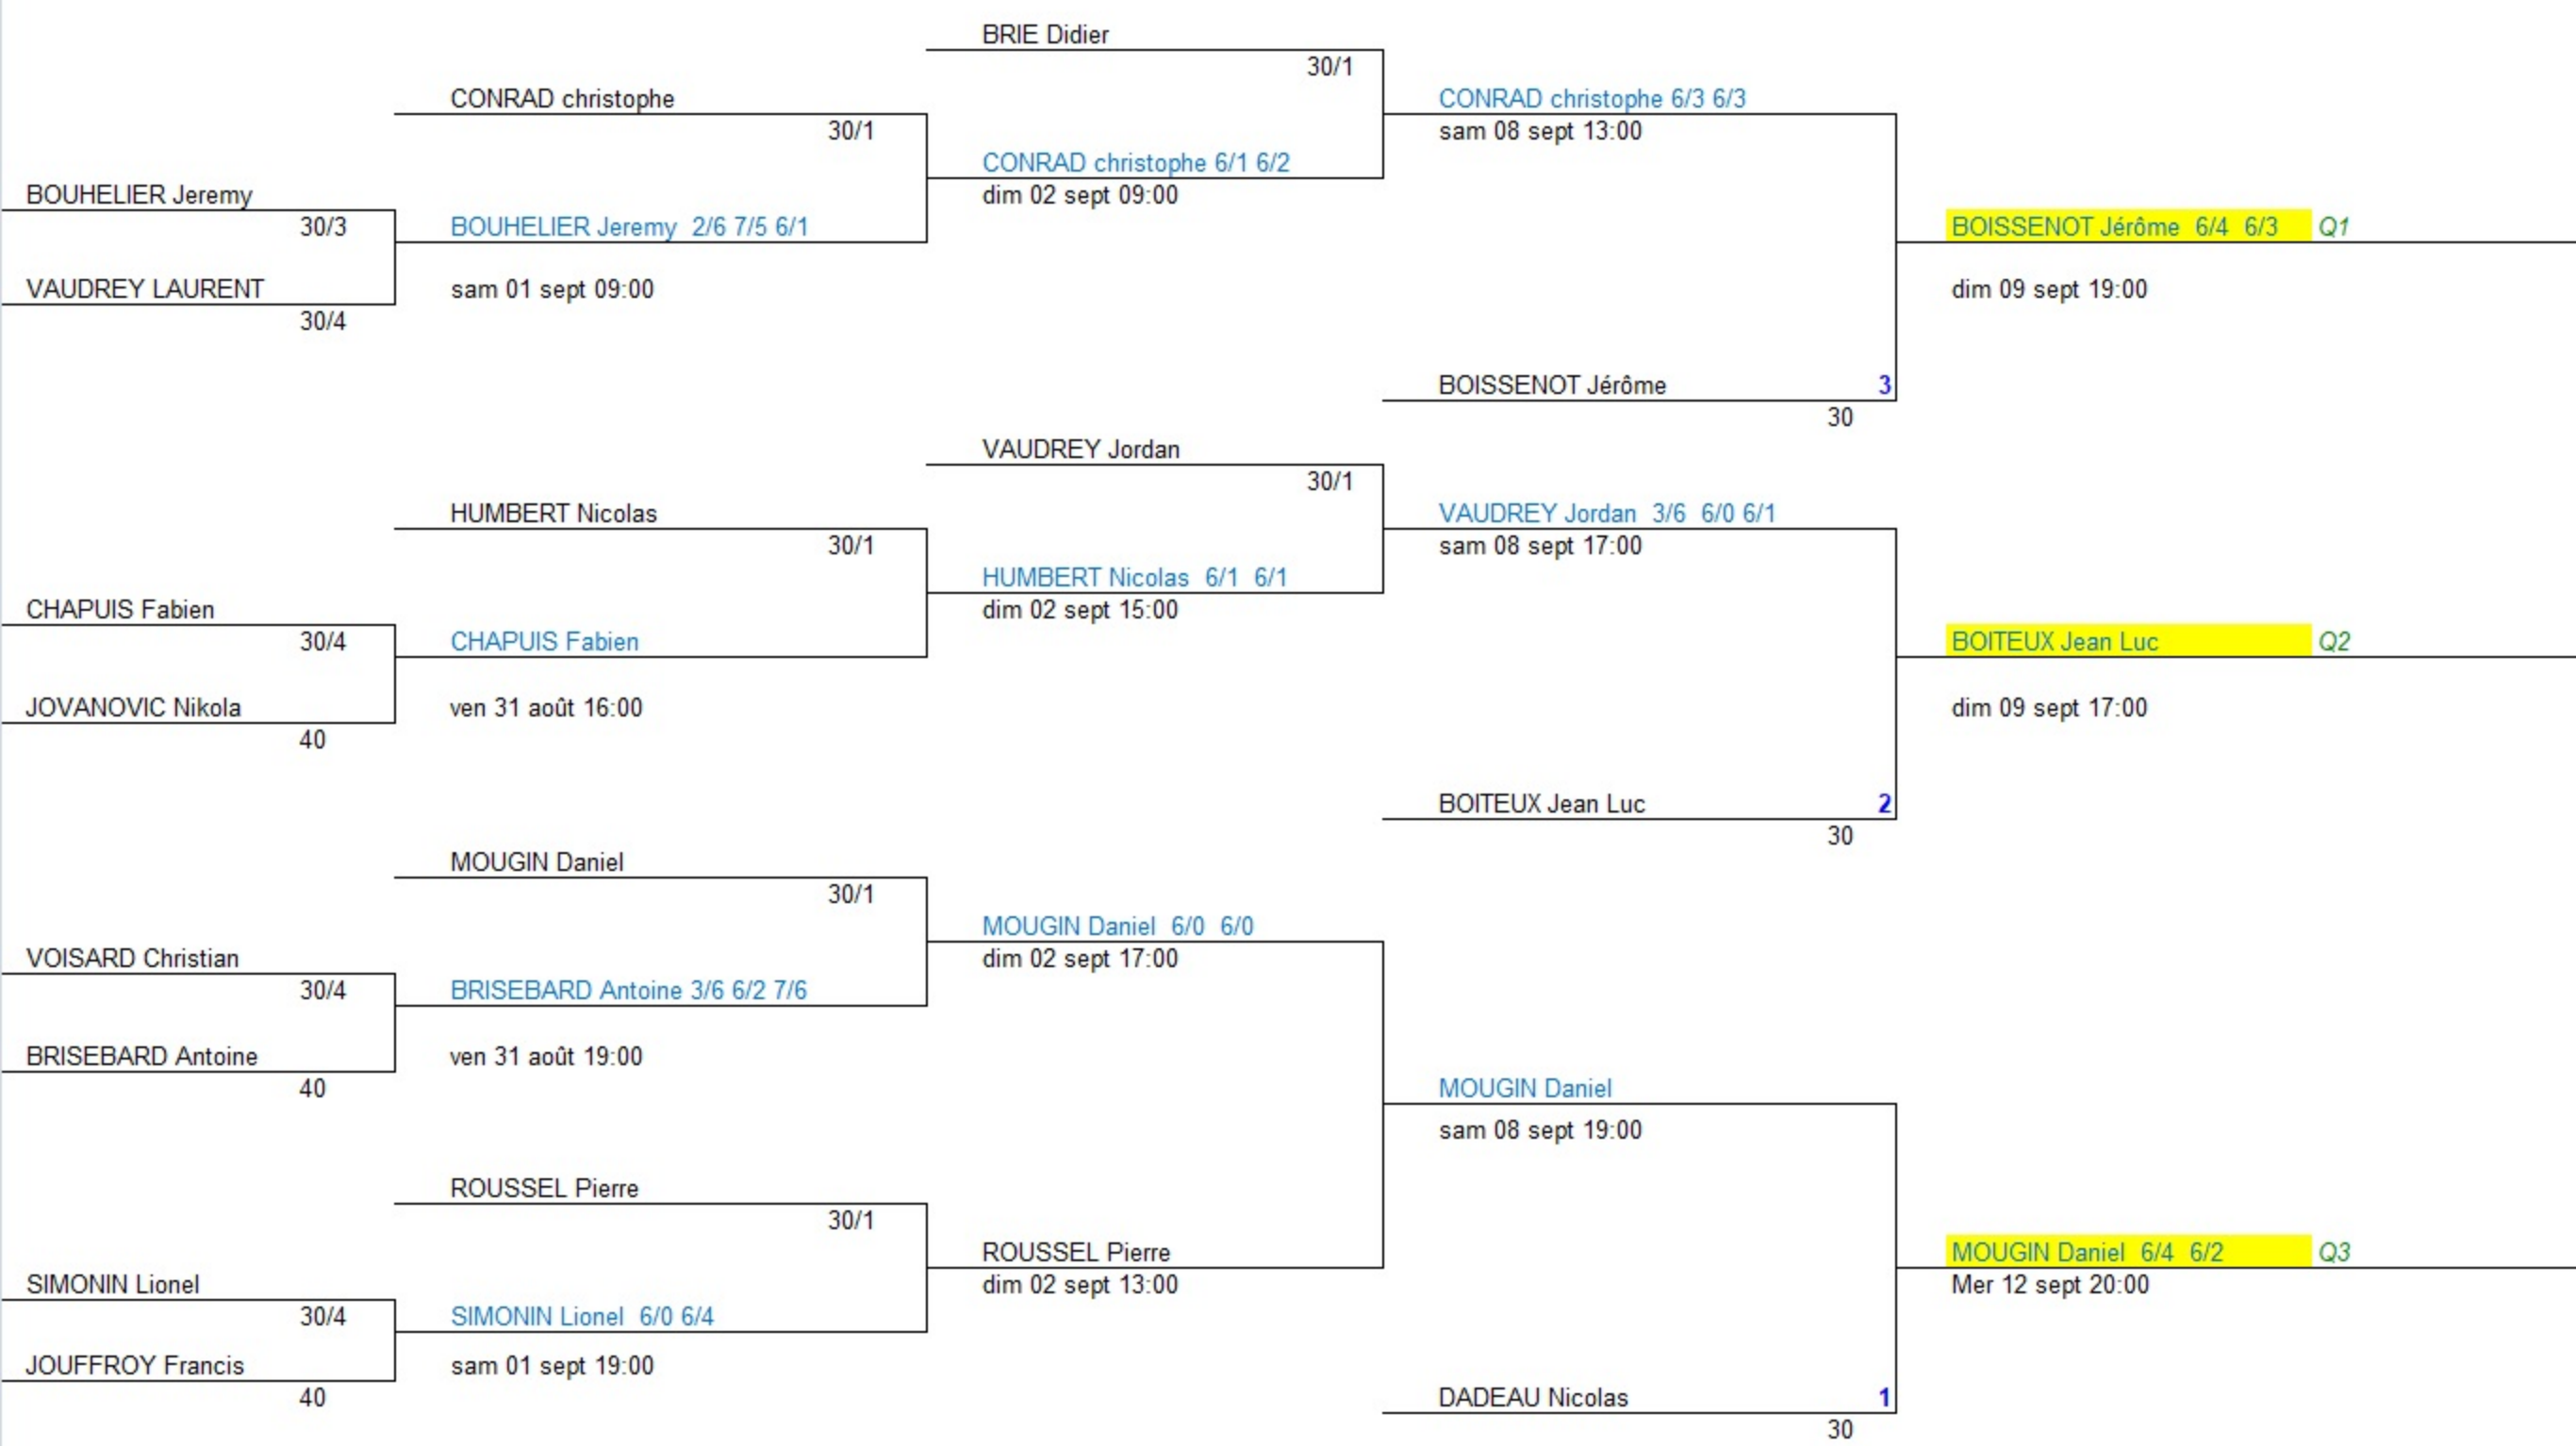 BRIE Didier
30/1
CONRAD christophe
30/1
CONRAD christophe 6/3 6/3
sam 08 sept 13:00
CONRAD christophe 6/1 6/2
dim 02 sept 09:00
BOUHELIER Jeremy
30/3
BOUHELIER Jeremy 2/6 7/5 6/1
BOISSENOT Jérôme 6/4 6/3 Q1
VAUDREY LAURENT
30/4
sam 01 sept 09:00
dim 09 sept 19:00
BOISSENOT Jérôme 3
30
VAUDREY Jordan
30/1
HUMBERT Nicolas
30/1
VAUDREY Jordan 3/6 6/0 6/1
sam 08 sept 17:00
HUMBERT Nicolas 6/1 6/1
dim 02 sept 15:00
CHAPUIS Fabien
30/4
CHAPUIS Fabien
BOITEUX Jean Luc Q2
JOVANOVIC Nikola
40
ven 31 août 16:00
dim 09 sept 17:00
BOITEUX Jean Luc 2
30
MOUGIN Daniel
30/1
MOUGIN Daniel 6/0 6/0
dim 02 sept 17:00
VOISARD Christian
30/4
BRISEBARD Antoine 3/6 6/2 7/6
BRISEBARD Antoine
40
ven 31 août 19:00
MOUGIN Daniel
sam 08 sept 19:00
ROUSSEL Pierre
30/1
ROUSSEL Pierre
dim 02 sept 13:00
MOUGIN Daniel 6/4 6/2 Q3
Mer 12 sept 20:00
SIMONIN Lionel
30/4
SIMONIN Lionel 6/0 6/4
JOUFFROY Francis
40
sam 01 sept 19:00
DADEAU Nicolas 1
30